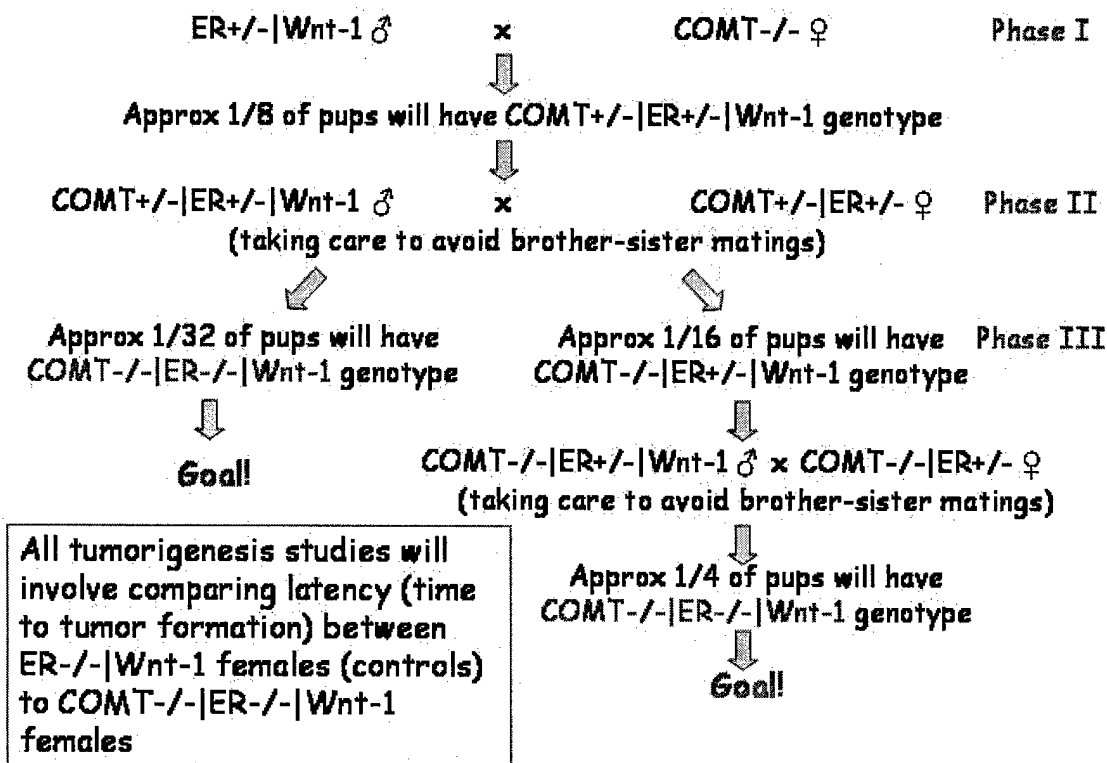 ER+/-|Wnt-1 ♂ x COMT-/- ♀ Phase I
Approx 1/8 of pups will have COMT+/-|ER+/-|Wnt-1 genotype
COMT+/-|ER+/-|Wnt-1 ♂ x COMT+/-|ER+/- ♀ Phase II
(taking care to avoid brother-sister matings)
Approx 1/32 of pups will have
COMT-/-|ER-/-|Wnt-1 genotype
Goal!
Approx 1/16 of pups will have Phase III
COMT-/-|ER+/-|Wnt-1 genotype
COMT-/-|ER+/-|Wnt-1 ♂ x COMT-/-|ER+/- ♀
(taking care to avoid brother-sister matings)
Approx 1/4 of pups will have
COMT-/-|ER-/-|Wnt-1 genotype
Goal!
All tumorigenesis studies will
involve comparing latency (time
to tumor formation) between
ER-/-|Wnt-1 females (controls)
to COMT-/-|ER-/-|Wnt-1
females